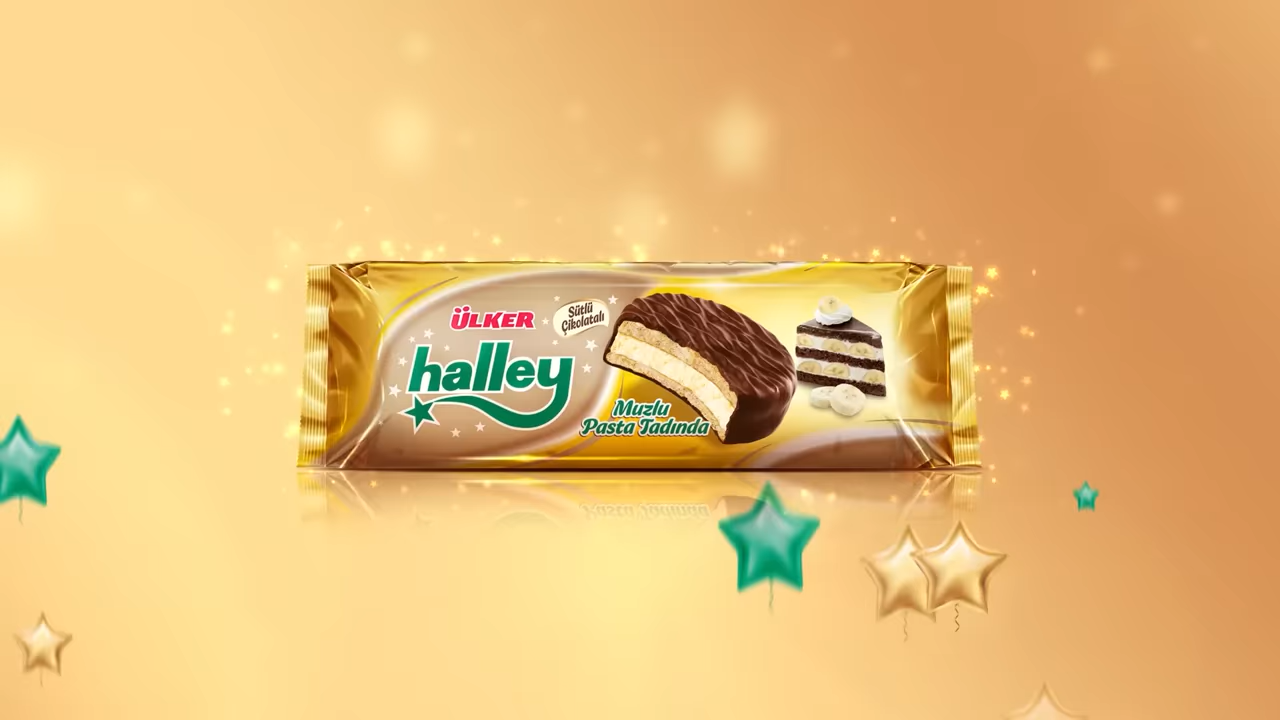 ÜLKER
Sütlü
Çikolatalı
halley
Muzlu
Pasta Tadında